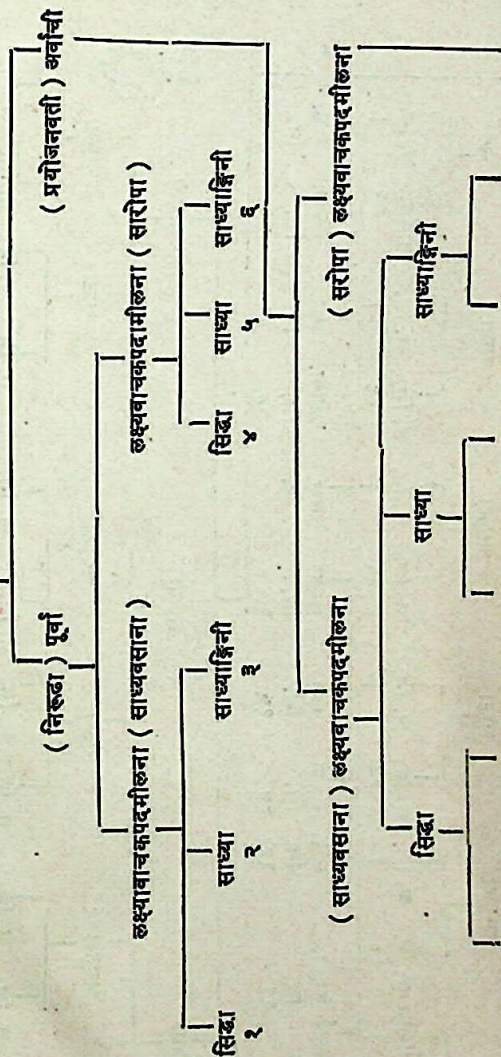 ( निरूढा ) पूर्वा ( प्रयोजनवती ) अर्वाची
लक्ष्यावाचकपदमीलना ( साध्यवसाना ) लक्ष्यवाचकपदामीलना ( सारोपा )
सिद्धा साध्या साध्याङ्गिनी सिद्धा साध्या साध्याङ्गिनी
१ २ ३ ४ ५ ६
( साध्यवसाना ) लक्ष्यवाचकपदमीलना ( सरोपा ) लक्ष्यवाचकपदमीलना
सिद्धा साध्या साध्याङ्गिनी